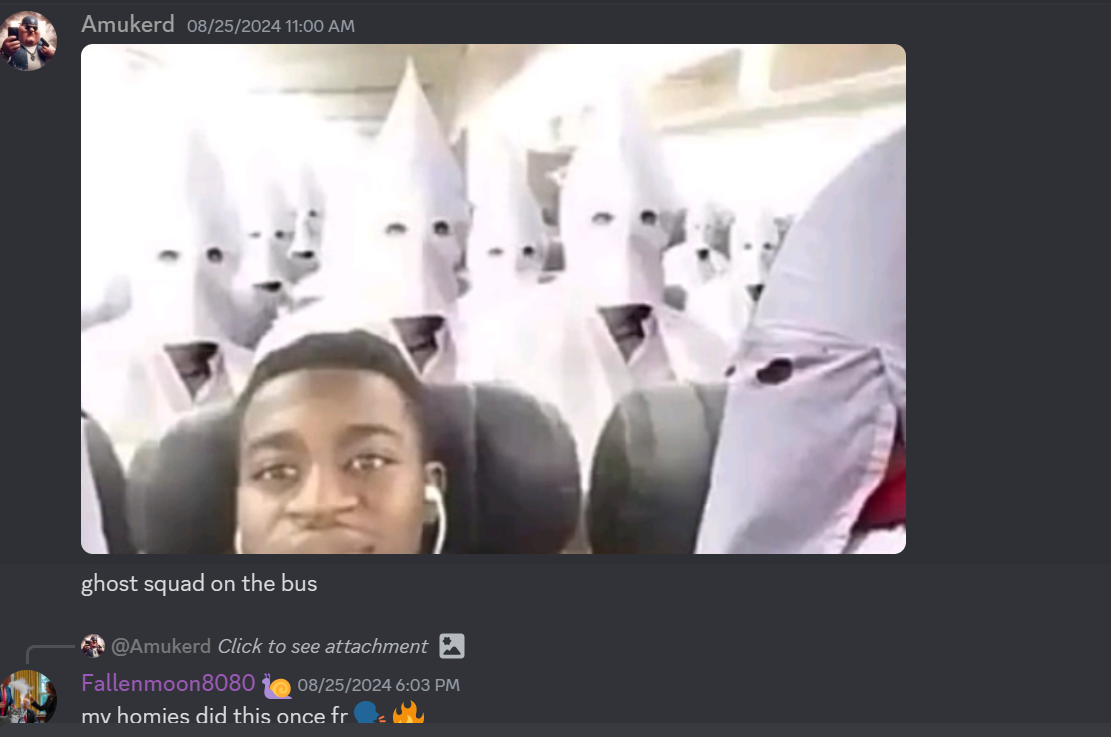 Amukerd 08/25/2024 11:00 AM
ghost squad on the bus
@Amukerd Click to see attachment
Fallenmoon8080 🐌 08/25/2024 6:03 PM
my homies did this once fr 🗣️🔥